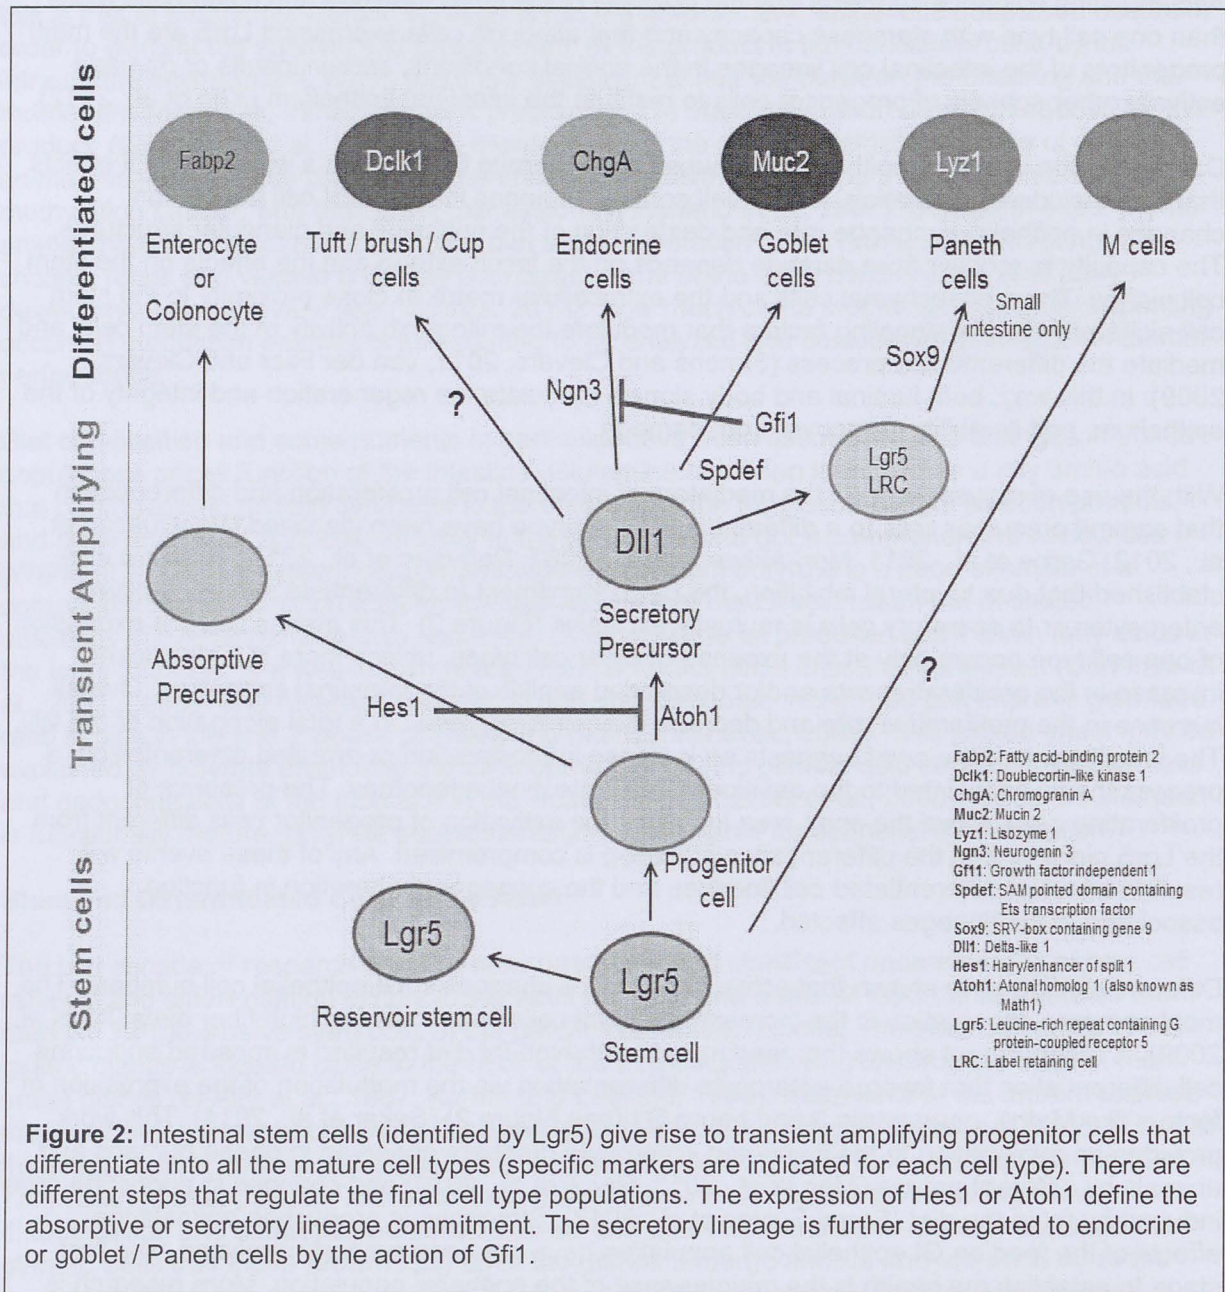 Differentiated cells
Transient Amplifying
Stem cells
Fabp2
Dclk1
ChgA
Muc2
Lyz1
Enterocyte
or
Colonocyte
Tuft / brush / Cup
cells
Endocrine
cells
Goblet
cells
Paneth
cells
M cells
Small
intestine only
Sox9
Ngn3
?
Gfi1
Spdef
Lgr5
LRC
Dll1
Absorptive
Precursor
Secretory
Precursor
?
Hes1
Atoh1
Progenitor
cell
Lgr5
Reservoir stem cell
Lgr5
Stem cell
Fabp2: Fatty acid-binding protein 2
Dclk1: Doublecortin-like kinase 1
ChgA: Chromogranin A
Muc2: Mucin 2
Lyz1: Lisozyme 1
Ngn3: Neurogenin 3
Gf11: Growth factor independent 1
Spdef: SAM pointed domain containing
Ets transcription factor
Sox9: SRY-box containing gene 9
Dll1: Delta-like 1
Hes1: Hairy/enhancer of split 1
Atoh1: Atonal homolog 1 (also known as
Math1)
Lgr5: Leucine-rich repeat containing G
protein-coupled receptor 5
LRC: Label retaining cell
Figure 2: Intestinal stem cells (identified by Lgr5) give rise to transient amplifying progenitor cells that
differentiate into all the mature cell types (specific markers are indicated for each cell type). There are
different steps that regulate the final cell type populations. The expression of Hes1 or Atoh1 define the
absorptive or secretory lineage commitment. The secretory lineage is further segregated to endocrine
or goblet / Paneth cells by the action of Gfi1.